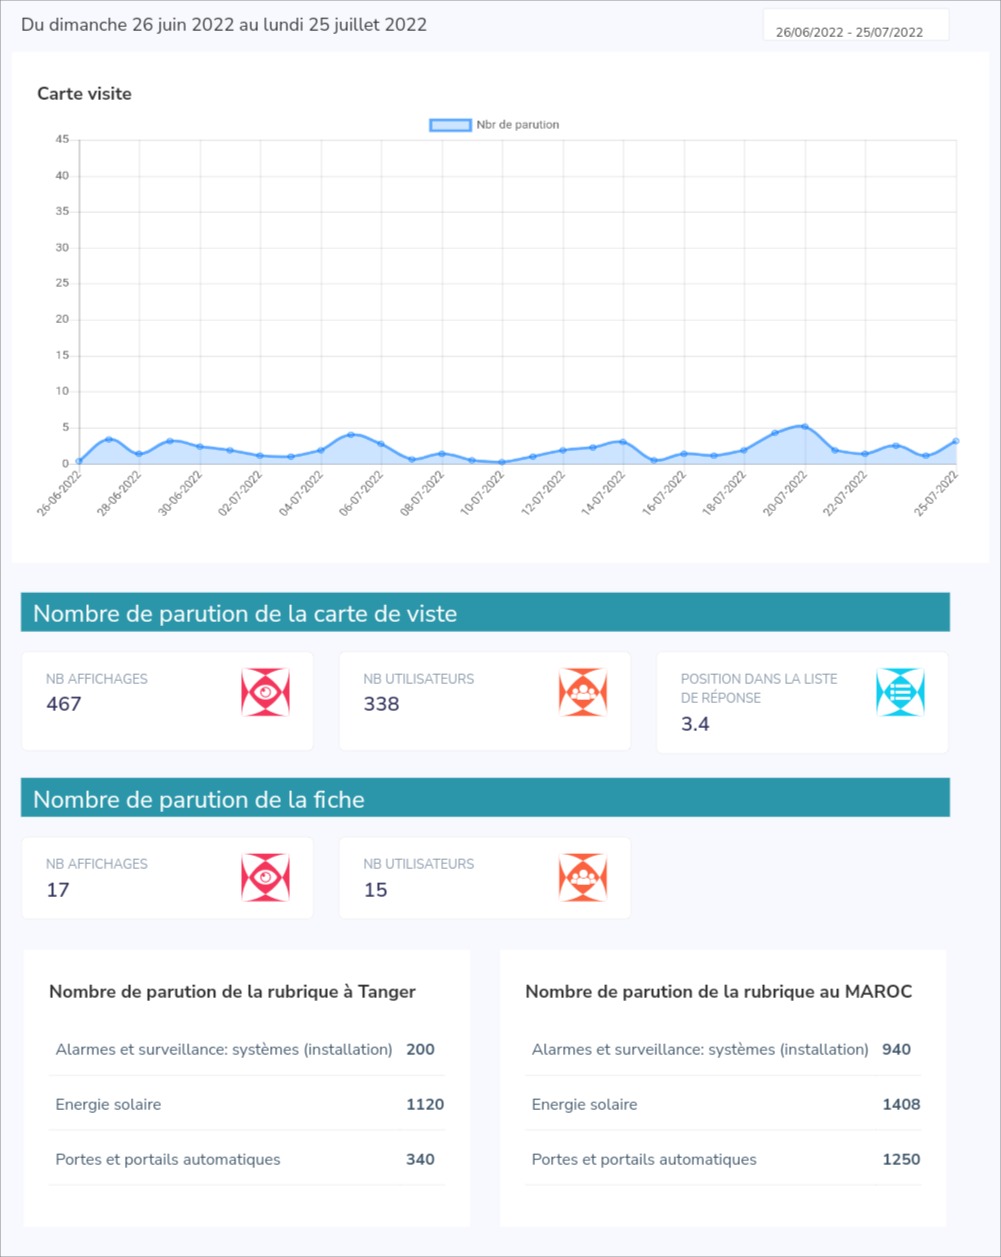 Du dimanche 26 juin 2022 au lundi 25 juillet 2022
26/06/2022 - 25/07/2022
Carte visite
Nbr de parution
45
40
35
30
25
20
15
10
5
0
26-06-2022
28-06-2022
30-06-2022
02-07-2022
04-07-2022
06-07-2022
08-07-2022
10-07-2022
12-07-2022
14-07-2022
16-07-2022
18-07-2022
20-07-2022
22-07-2022
25-07-2022
Nombre de parution de la carte de viste
NB AFFICHAGES
467
NB UTILISATEURS
338
POSITION DANS LA LISTE
DE RÉPONSE
3.4
Nombre de parution de la fiche
NB AFFICHAGES
17
NB UTILISATEURS
15
Nombre de parution de la rubrique à Tanger
Alarmes et surveillance: systèmes (installation) 200
Energie solaire 1120
Portes et portails automatiques 340
Nombre de parution de la rubrique au MAROC
Alarmes et surveillance: systèmes (installation) 940
Energie solaire 1408
Portes et portails automatiques 1250